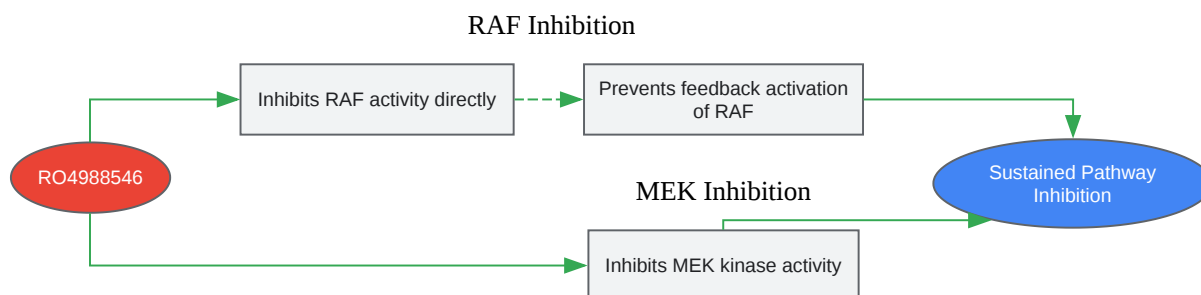 RAF Inhibition
Inhibits RAF activity directly
Prevents feedback activation
of RAF
RO4988546
Sustained Pathway
Inhibition
MEK Inhibition
Inhibits MEK kinase activity